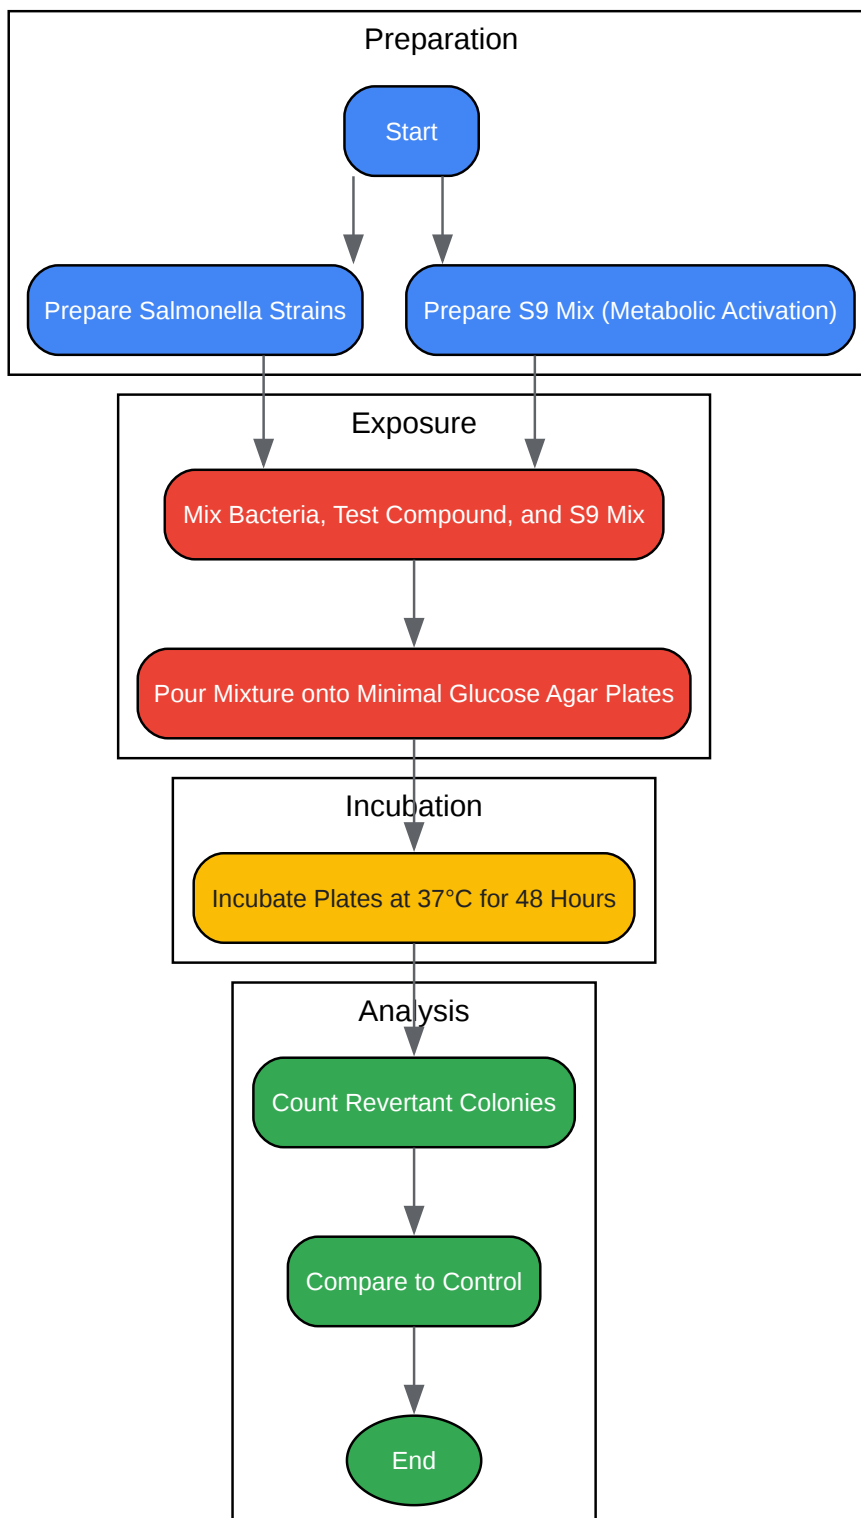 Preparation
Start
Prepare Salmonella Strains
Prepare S9 Mix (Metabolic Activation)
Exposure
Mix Bacteria, Test Compound, and S9 Mix
Pour Mixture onto Minimal Glucose Agar Plates
Incubation
Incubate Plates at 37°C for 48 Hours
Analysis
Count Revertant Colonies
Compare to Control
End